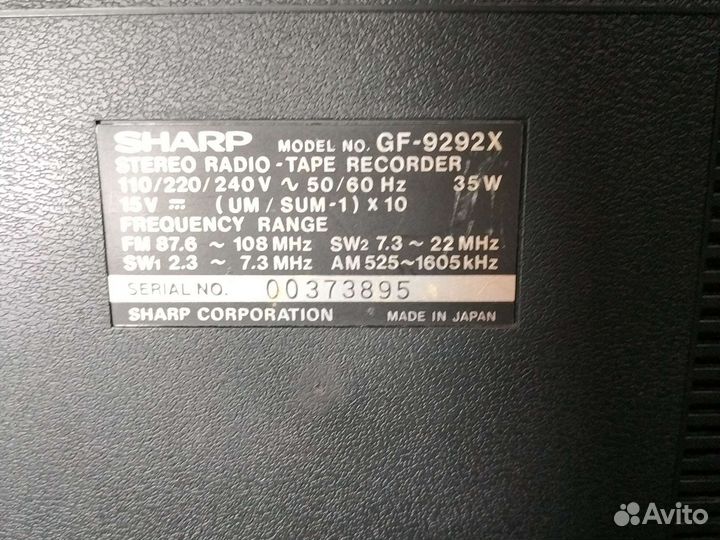 SHARP MODEL NO. GF-9292X
STEREO RADIO-TAPE RECORDER
110/220/240V ∿ 50/60 Hz 35W
15V ⎓ (UM/SUM-1) X 10
FREQUENCY RANGE
FM 87.6 ~ 108 MHz SW2 7.3 ~ 22 MHz
SW1 2.3 ~ 7.3 MHz AM 525~1605kHz
SERIAL NO. 00373895
SHARP CORPORATION MADE IN JAPAN
Avito